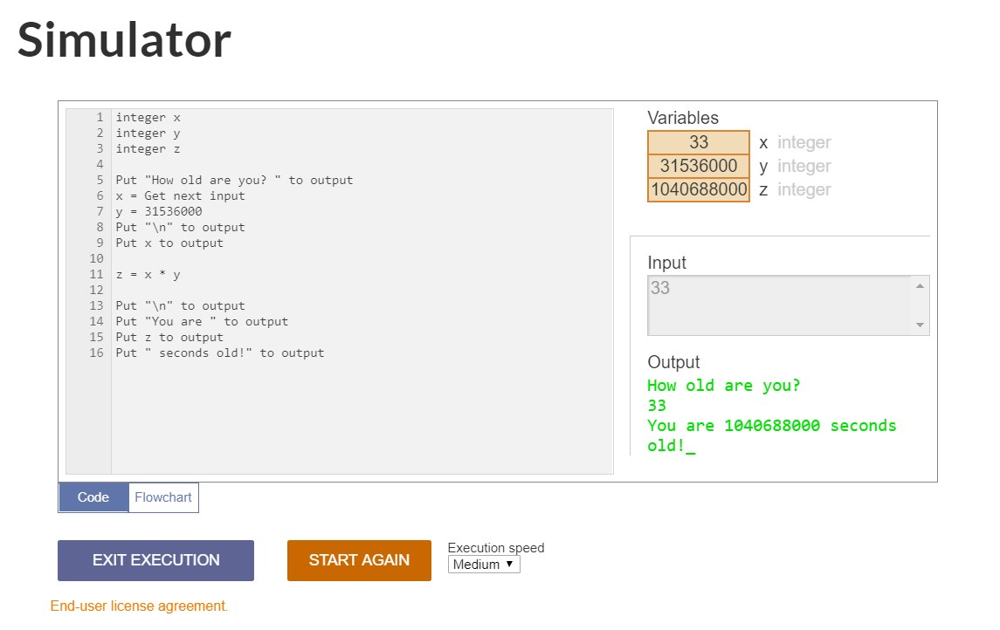 Simulator
1 integer x
2 integer y
3 integer z
4
5 Put "How old are you? " to output
6 x = Get next input
7 y = 31536000
8 Put "\n" to output
9 Put x to output
10
11 z = x * y
12
13 Put "\n" to output
14 Put "You are " to output
15 Put z to output
16 Put " seconds old!" to output
Variables
33 x integer
31536000 y integer
1040688000 z integer
Input
33
Output
How old are you?
33
You are 1040688000 seconds
old!_
Code Flowchart
EXIT EXECUTION
START AGAIN
Execution speed
Medium
End-user license agreement.